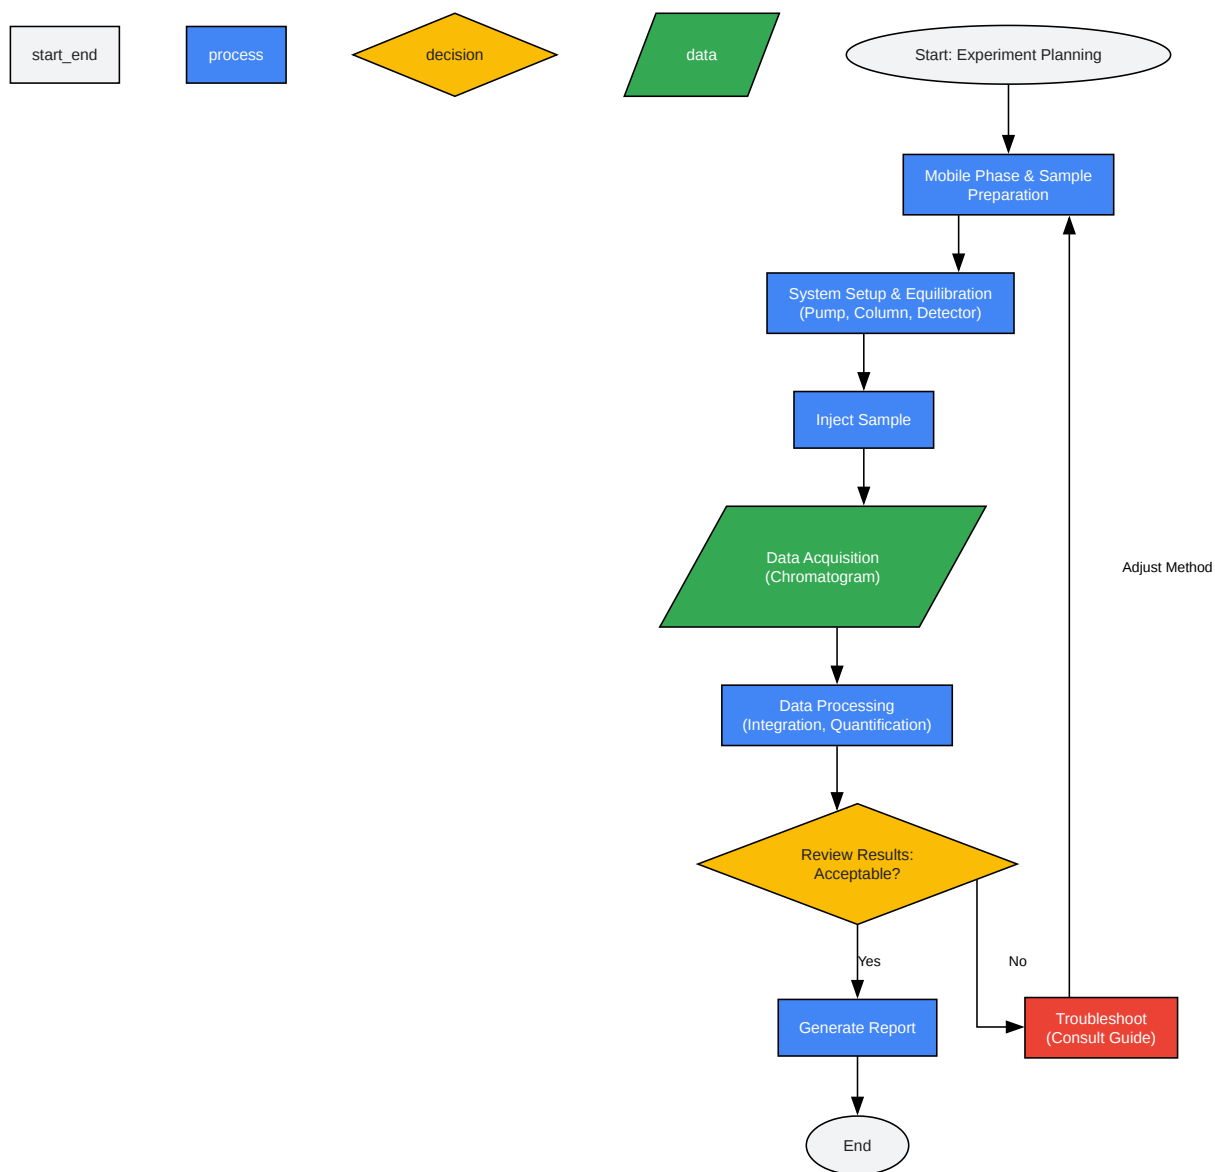 start_end
process
decision
data
Start: Experiment Planning
Mobile Phase & Sample
Preparation
System Setup & Equilibration
(Pump, Column, Detector)
Inject Sample
Data Acquisition
(Chromatogram)
Adjust Method
Data Processing
(Integration, Quantification)
Review Results:
Acceptable?
Yes
No
Generate Report
Troubleshoot
(Consult Guide)
End